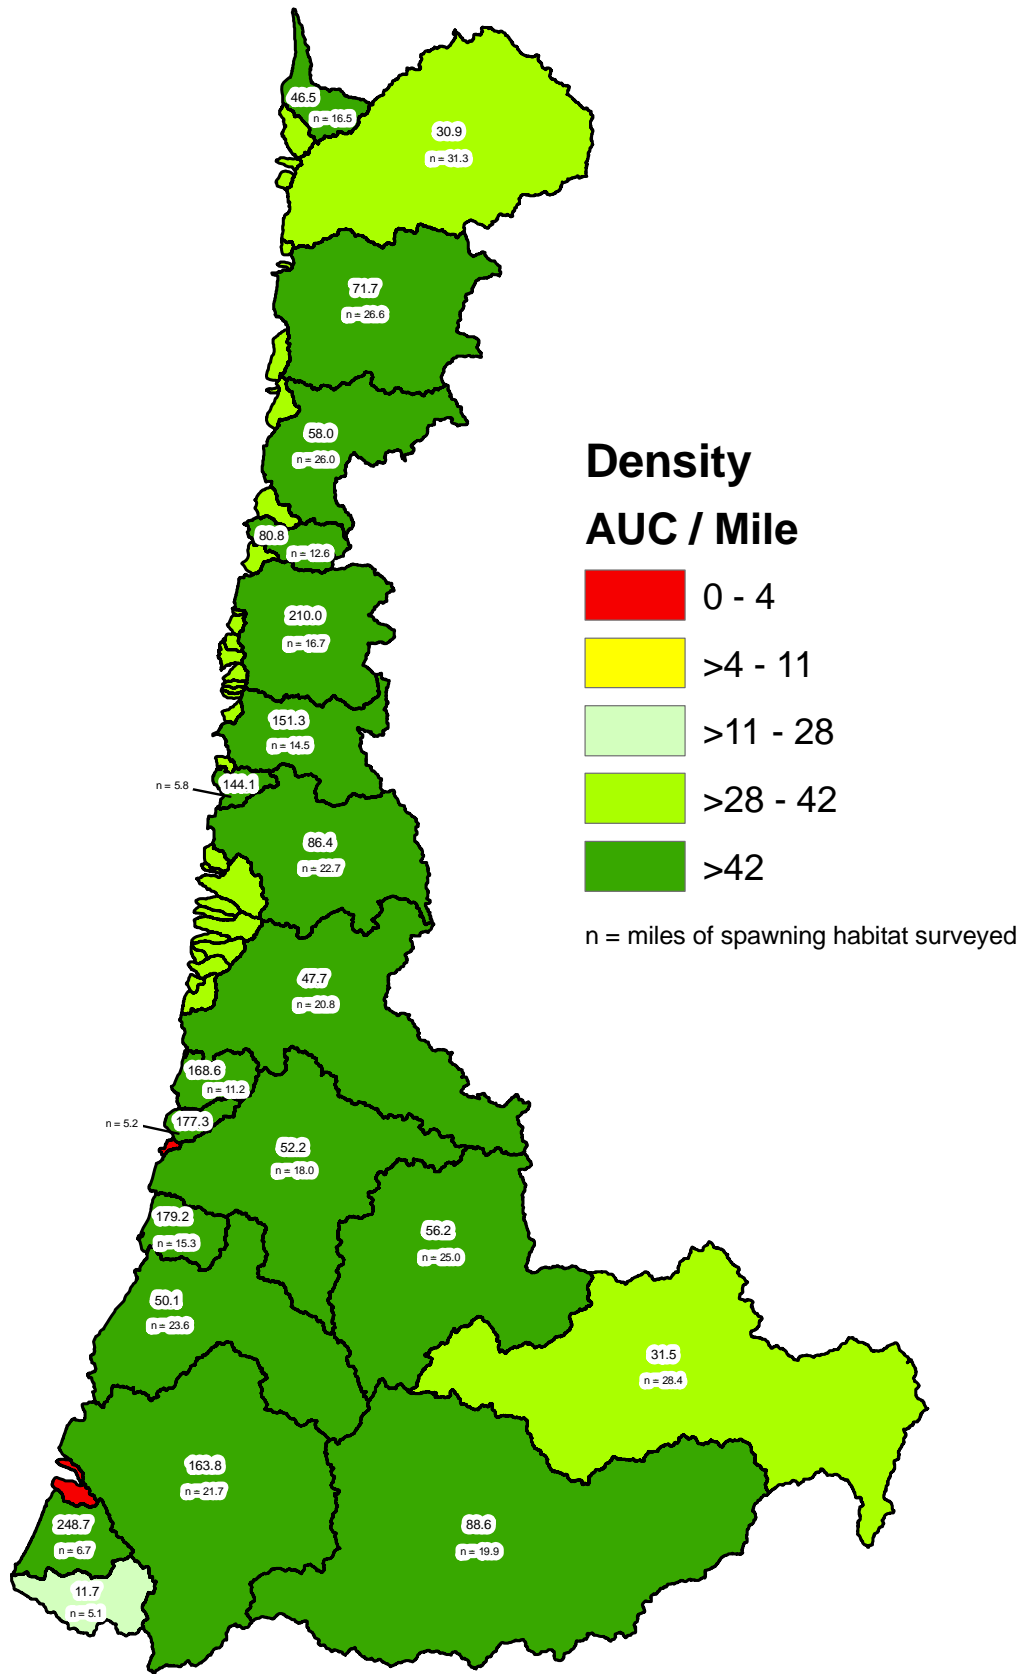 46.5
n = 16.5
30.9
n = 31.3
71.7
n = 26.6
58.0
n = 26.0
80.8
n = 12.6
210.0
n = 16.7
151.3
n = 14.5
144.1
n = 5.8
86.4
n = 22.7
47.7
n = 20.8
168.6
n = 11.2
177.3
n = 5.2
52.2
n = 18.0
179.2
n = 15.3
56.2
n = 25.0
50.1
n = 23.6
31.5
n = 28.4
163.8
n = 21.7
248.7
n = 6.7
88.6
n = 19.9
11.7
n = 5.1
Density
AUC / Mile
0 - 4
>4 - 11
>11 - 28
>28 - 42
>42
n = miles of spawning habitat surveyed